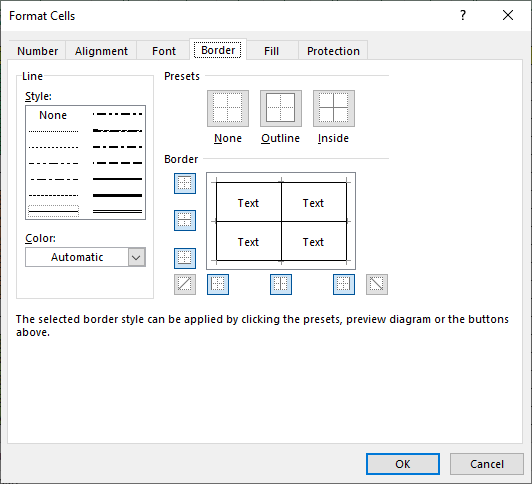 Format Cells
? 
Number Alignment Font Border Fill Protection
Line
Style:
None
Color:
Automatic
Presets
None Outline Inside
Border
Text Text
Text Text
The selected border style can be applied by clicking the presets, preview diagram or the buttons
above.
OK Cancel